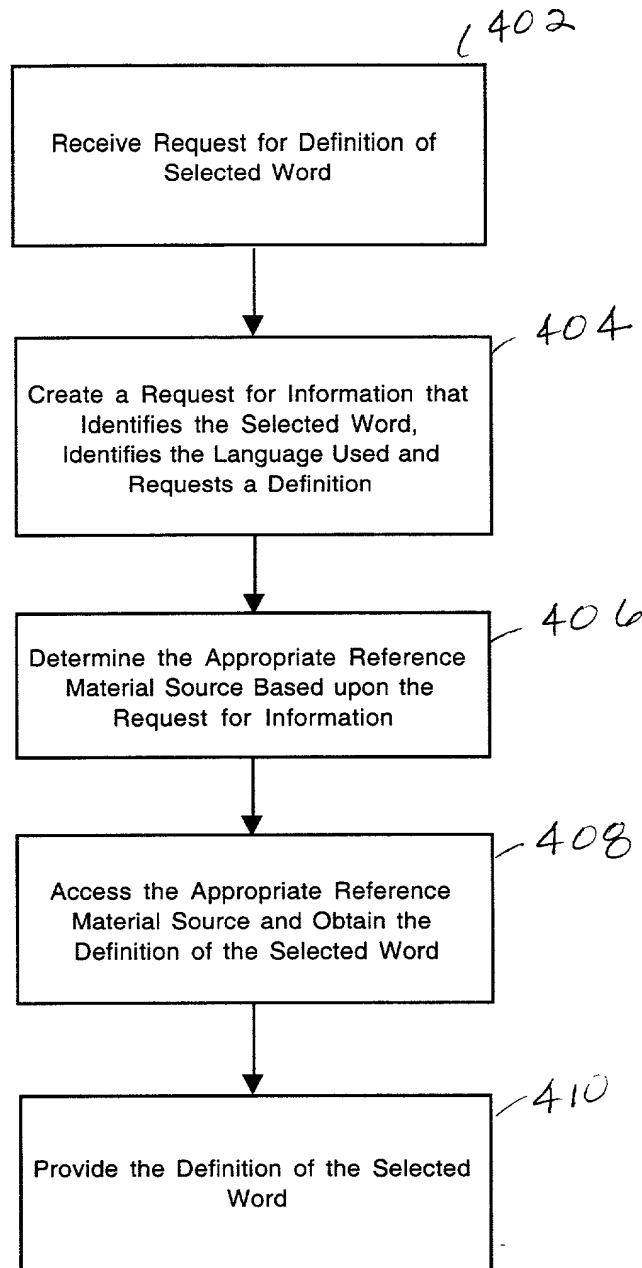 402
Receive Request for Definition of
Selected Word
404
Create a Request for Information that
Identifies the Selected Word,
Identifies the Language Used and
Requests a Definition
406
Determine the Appropriate Reference
Material Source Based upon the
Request for Information
408
Access the Appropriate Reference
Material Source and Obtain the
Definition of the Selected Word
410
Provide the Definition of the Selected
Word